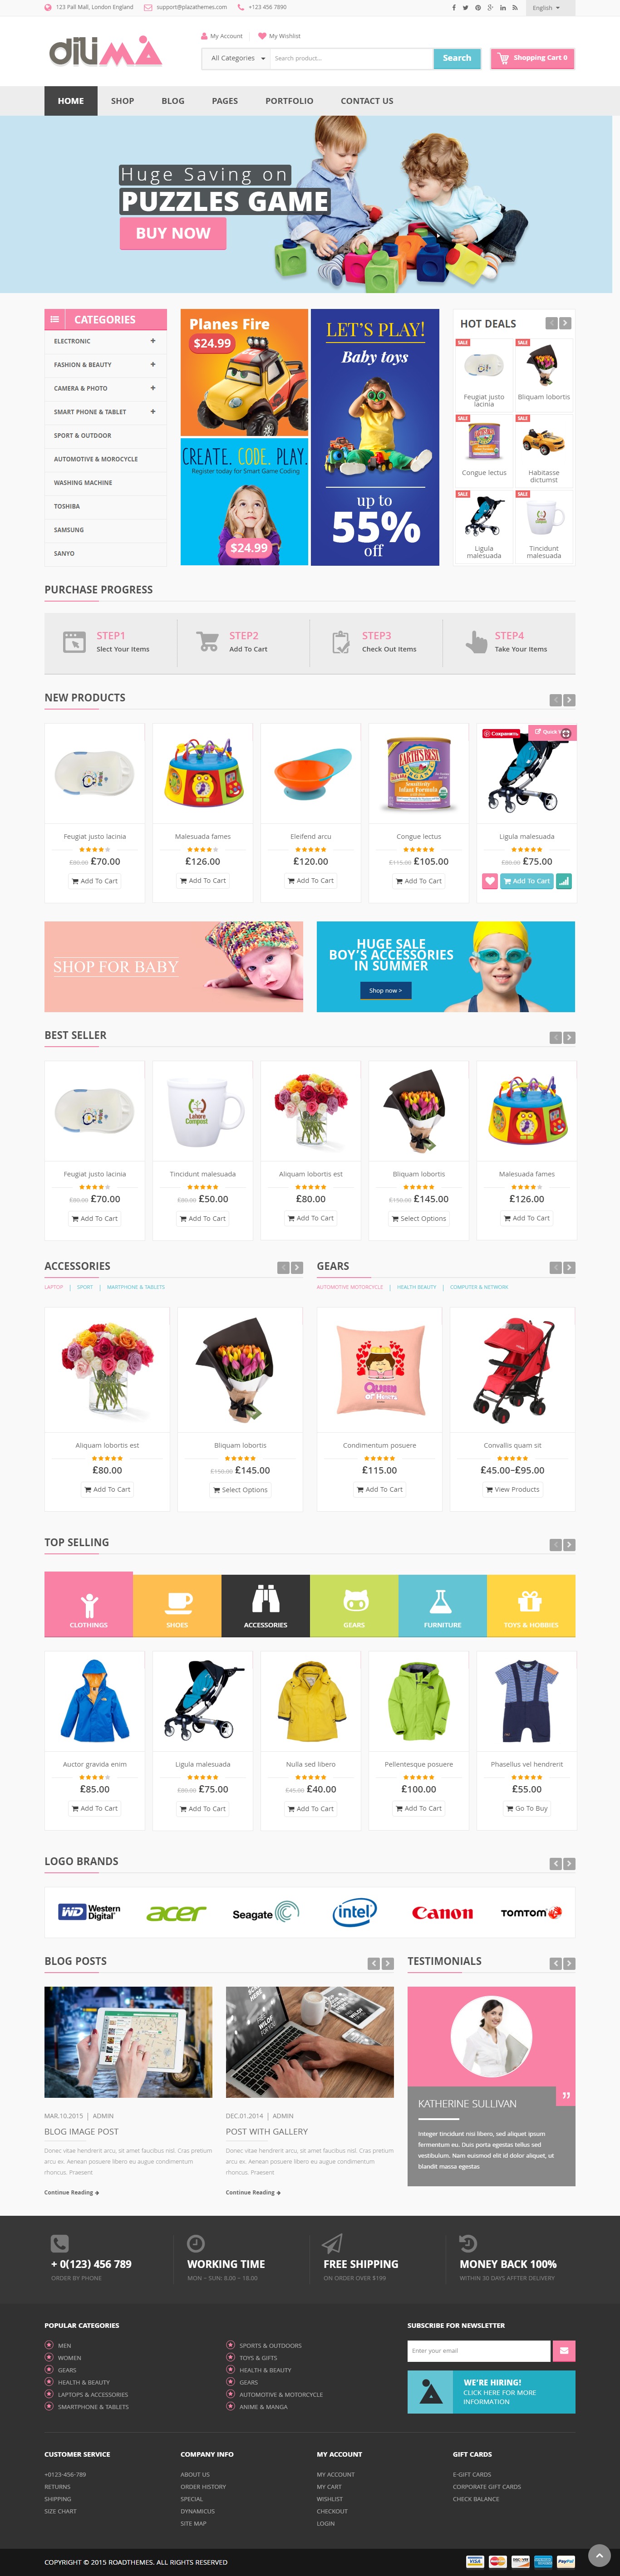 123 Pall Mall, London England
support@plazathemes.com
+123 456 7890
English
diLiMA
My Account
My Wishlist
All Categories
Search product...
Search
Shopping Cart 0
HOME
SHOP
BLOG
PAGES
PORTFOLIO
CONTACT US
Huge Saving on
PUZZLES GAME
BUY NOW
CATEGORIES
ELECTRONIC
FASHION & BEAUTY
CAMERA & PHOTO
SMART PHONE & TABLET
SPORT & OUTDOOR
AUTOMOTIVE & MOROCYCLE
WASHING MACHINE
TOSHIBA
SAMSUNG
SANYO
Planes Fire
$24.99
CREATE. CODE. PLAY.
Register today for Smart Game Coding
$24.99
LET'S PLAY!
Baby toys
up to
55%
off
HOT DEALS
SALE
SALE
Feugiat justo lacinia
Bliquam lobortis
SALE
SALE
Congue lectus
Habitasse dictumst
SALE
SALE
Ligula malesuada
Tincidunt malesuada
PURCHASE PROGRESS
STEP1
Slect Your Items
STEP2
Add To Cart
STEP3
Check Out Items
STEP4
Take Your Items
NEW PRODUCTS
EARTH'S BEST
Sensitivity
Infant Formula
Сохранить
Quick
Feugiat justo lacinia
Malesuada fames
Eleifend arcu
Congue lectus
Ligula malesuada
£80.00 £70.00
£126.00
£120.00
£115.00 £105.00
£80.00 £75.00
Add To Cart
Add To Cart
Add To Cart
Add To Cart
Add To Cart
SHOP FOR BABY
HUGE SALE
BOY'S ACCESSORIES
IN SUMMER
Shop now >
BEST SELLER
Lahore
Compost
Feugiat justo lacinia
Tincidunt malesuada
Aliquam lobortis est
Bliquam lobortis
Malesuada fames
£80.00 £70.00
£80.00 £50.00
£80.00
£150.00 £145.00
£126.00
Add To Cart
Add To Cart
Add To Cart
Select Options
Add To Cart
ACCESSORIES
LAPTOP | SPORT | SMARTPHONE & TABLETS
GEARS
AUTOMOTIVE MOTORCYCLE | HEALTH BEAUTY | COMPUTER & NETWORK
QUEEN
OF Hearts
Aliquam lobortis est
Bliquam lobortis
Condimentum posuere
Convallis quam sit
£80.00
£150.00 £145.00
£115.00
£45.00–£95.00
Add To Cart
Select Options
Add To Cart
View Products
TOP SELLING
CLOTHINGS
SHOES
ACCESSORIES
GEARS
FURNITURE
TOYS & HOBBIES
Auctor gravida enim
Ligula malesuada
Nulla sed libero
Pellentesque posuere
Phasellus vel hendrerit
£85.00
£80.00 £75.00
£45.00 £40.00
£100.00
£55.00
Add To Cart
Add To Cart
Add To Cart
Add To Cart
Go To Buy
LOGO BRANDS
WD Western Digital
acer
Seagate
intel
Canon
TOMTOM
BLOG POSTS
MAR,10,2015 | ADMIN
BLOG IMAGE POST
Donec vitae hendrerit arcu, sit amet faucibus nisl. Cras pretium
arcu ex. Aenean posuere libero eu augue condimentum
rhoncus. Praesent
Continue Reading
DEC,01,2014 | ADMIN
POST WITH GALLERY
Donec vitae hendrerit arcu, sit amet faucibus nisl. Cras pretium
arcu ex. Aenean posuere libero eu augue condimentum
rhoncus. Praesent
Continue Reading
TESTIMONIALS
KATHERINE SULLIVAN
Integer tincidunt nisi libero, sed aliquet ipsum
fermentum eu. Duis porta egestas tellus sed
vestibulum. Nam euismod elit id dolor aliquet, ut
blandit massa egestas
+ 0(123) 456 789
ORDER BY PHONE
WORKING TIME
MON – SUN: 8.00 – 18.00
FREE SHIPPING
ON ORDER OVER $199
MONEY BACK 100%
WITHIN 30 DAYS AFFTER DELIVERY
POPULAR CATEGORIES
MEN
WOMEN
GEARS
HEALTH & BEAUTY
LAPTOPS & ACCESSORIES
SMARTPHONE & TABLETS
SPORTS & OUTDOORS
TOYS & GIFTS
HEALTH & BEAUTY
GEARS
AUTOMOTIVE & MOTORCYCLE
ANIME & MANGA
SUBSCRIBE FOR NEWSLETTER
Enter your email
WE'RE HIRING!
CLICK HERE FOR MORE
INFORMATION
CUSTOMER SERVICE
+0123-456-789
RETURNS
SHIPPING
SIZE CHART
COMPANY INFO
ABOUT US
ORDER HISTORY
SPECIAL
DYNAMICUS
SITE MAP
MY ACCOUNT
MY ACCOUNT
MY CART
WISHLIST
CHECKOUT
LOGIN
GIFT CARDS
E-GIFT CARDS
CORPORATE GIFT CARDS
CHECK BALANCE
COPYRIGHT © 2015 ROADTHEMES. ALL RIGHTS RESERVED
VISA
PayPal